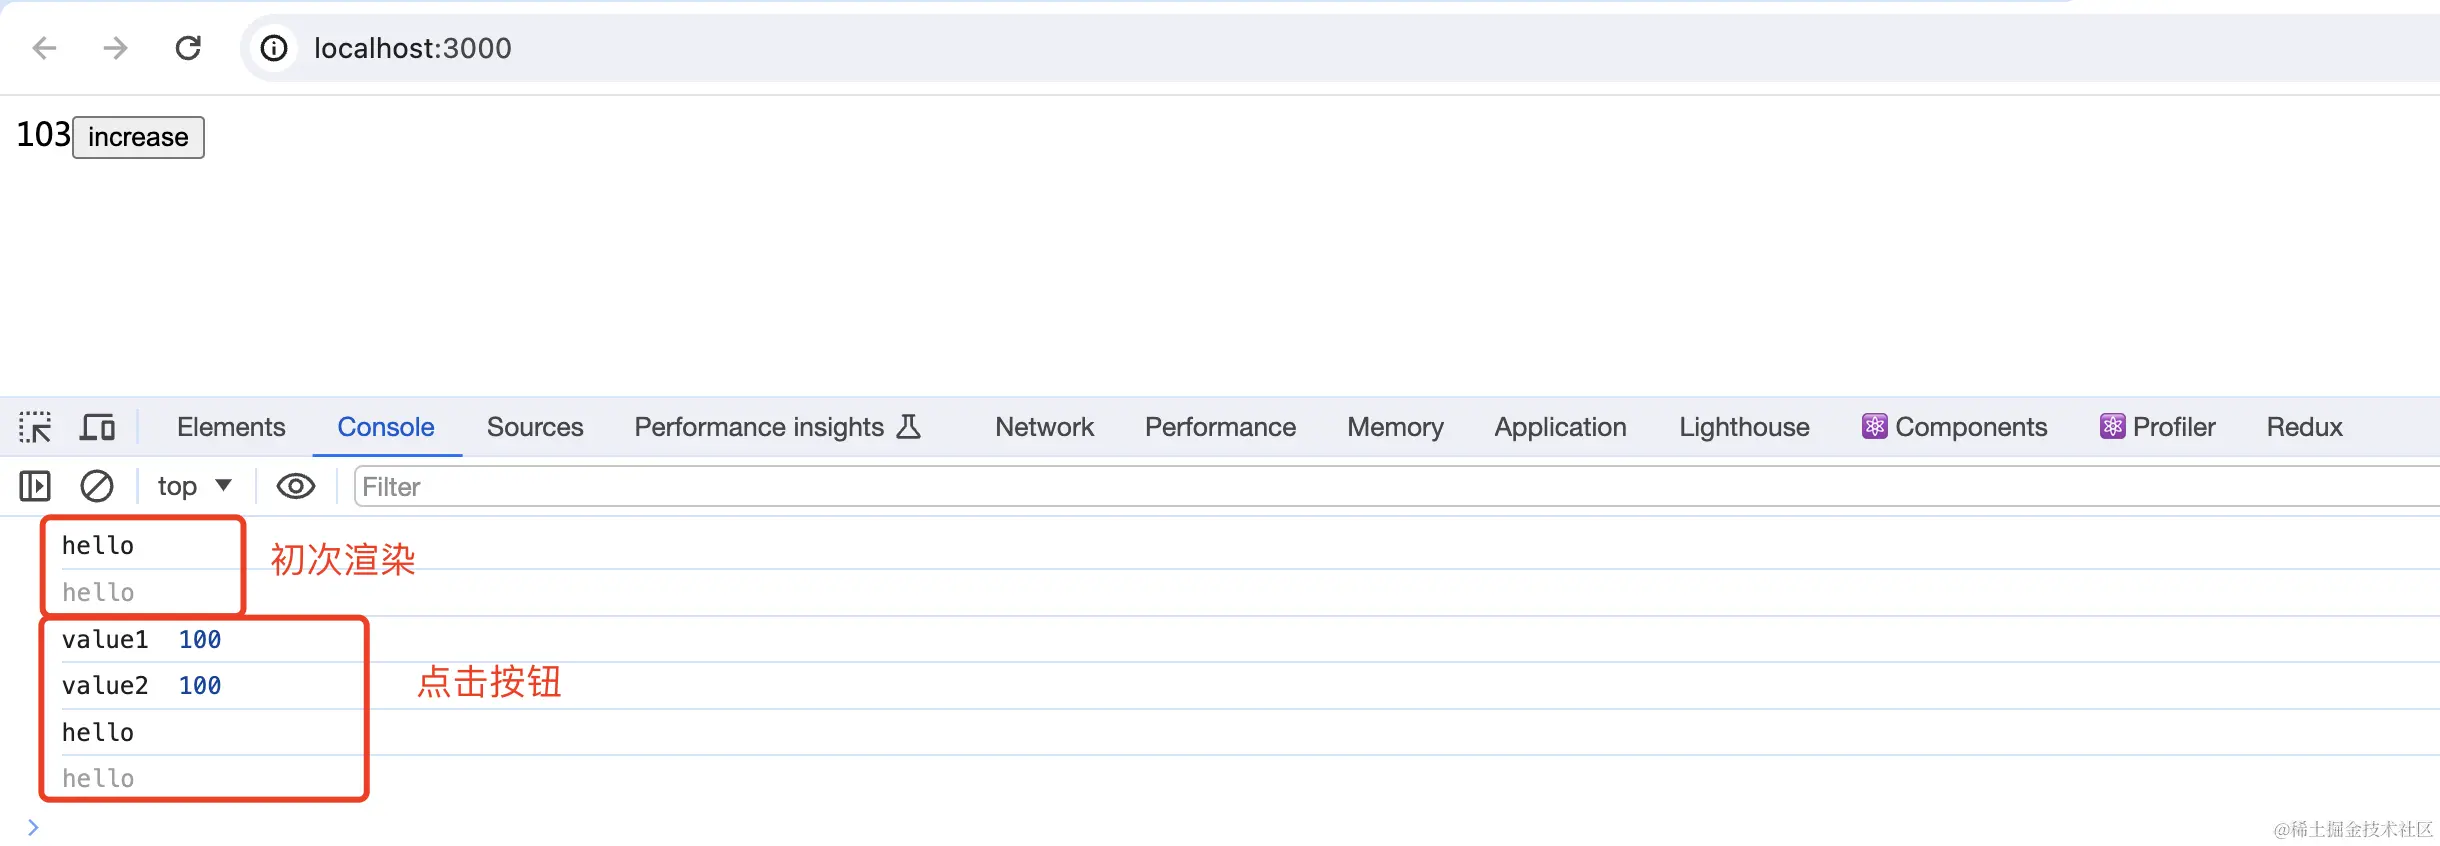 localhost:3000
103 increase
Elements Console Sources Performance insights Network Performance Memory Application Lighthouse Components Profiler Redux
top Filter
hello
初次渲染
hello
value1 100
value2 100
点击按钮
hello
hello
@稀土掘金技术社区